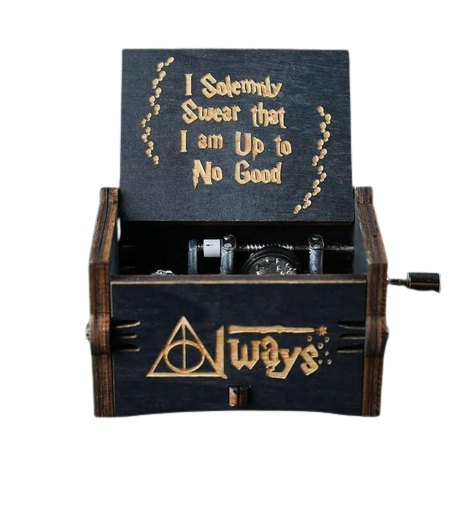 I Solemnly
Swear that
I am Up to
No Good
Always